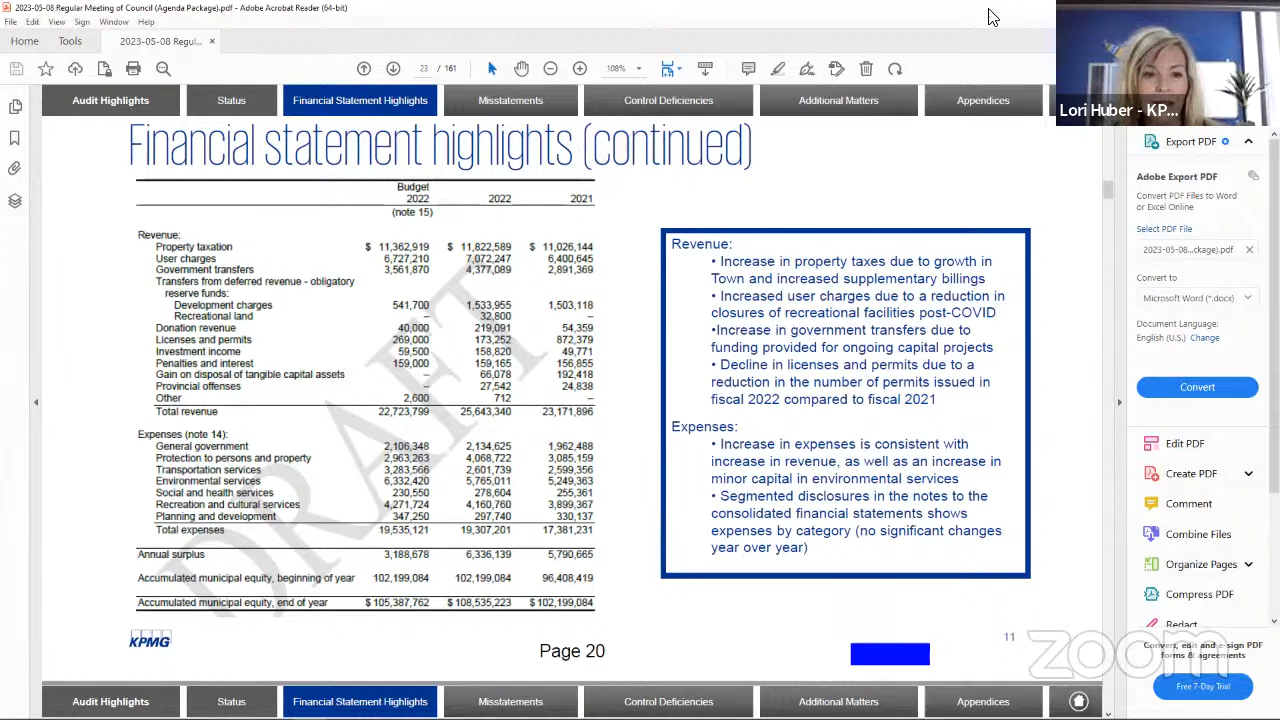 2023-05-08 Regular Meeting of Council (Agenda Package).pdf - Adobe Acrobat Reader (64-bit)
File Edit View Sign Window Help
Home Tools 2023-05-08 Regul... ×
23 / 161 108%
Audit Highlights Status Financial Statement Highlights Misstatements Control Deficiencies Additional Matters Appendices
Lori Huber - KP...
Financial statement highlights (continued)
Budget
2022 2022 2021
(note 15)
Revenue:
Property taxation $ 11,362,919 $ 11,822,589 $ 11,026,144
User charges 6,727,210 7,072,247 6,400,645
Government transfers 3,561,870 4,377,089 2,891,369
Transfers from deferred revenue - obligatory
reserve funds:
Development charges 541,700 1,533,955 1,503,118
Recreational land – 32,800 –
Donation revenue 40,000 219,091 54,359
Licenses and permits 269,000 173,252 872,379
Investment income 59,500 158,820 49,771
Penalties and interest 159,000 159,165 156,855
Gain on disposal of tangible capital assets – 66,078 192,418
Provincial offenses – 27,542 24,838
Other 2,600 712 –
Total revenue 22,723,799 25,643,340 23,171,896
Expenses (note 14):
General government 2,106,348 2,134,625 1,962,488
Protection to persons and property 2,963,263 4,068,722 3,085,159
Transportation services 3,283,566 2,601,739 2,599,356
Environmental services 6,332,420 5,765,011 5,249,363
Social and health services 230,550 278,604 255,361
Recreation and cultural services 4,271,724 4,160,760 3,899,367
Planning and development 347,250 297,740 330,137
Total expenses 19,535,121 19,307,201 17,381,231
Annual surplus 3,188,678 6,336,139 5,790,665
Accumulated municipal equity, beginning of year 102,199,084 102,199,084 96,408,419
Accumulated municipal equity, end of year $ 105,387,762 $ 108,535,223 $ 102,199,084
DRAFT
Revenue:
• Increase in property taxes due to growth in
Town and increased supplementary billings
• Increased user charges due to a reduction in
closures of recreational facilities post-COVID
•Increase in government transfers due to
funding provided for ongoing capital projects
• Decline in licenses and permits due to a
reduction in the number of permits issued in
fiscal 2022 compared to fiscal 2021
Expenses:
• Increase in expenses is consistent with
increase in revenue, as well as an increase in
minor capital in environmental services
• Segmented disclosures in the notes to the
consolidated financial statements shows
expenses by category (no significant changes
year over year)
KPMG
11
Page 20
zoom
Audit Highlights Status Financial Statement Highlights Misstatements Control Deficiencies Additional Matters Appendices
Export PDF
Adobe Export PDF
Convert PDF Files to Word
or Excel Online
Select PDF File
2023-05-08...ckage).pdf ×
Convert to
Microsoft Word (*.docx)
Document Language:
English (U.S.) Change
Convert
Edit PDF
Create PDF
Comment
Combine Files
Organize Pages
Compress PDF
Redact
Convert, edit and e-sign PDF
forms & agreements
Free 7-Day Trial